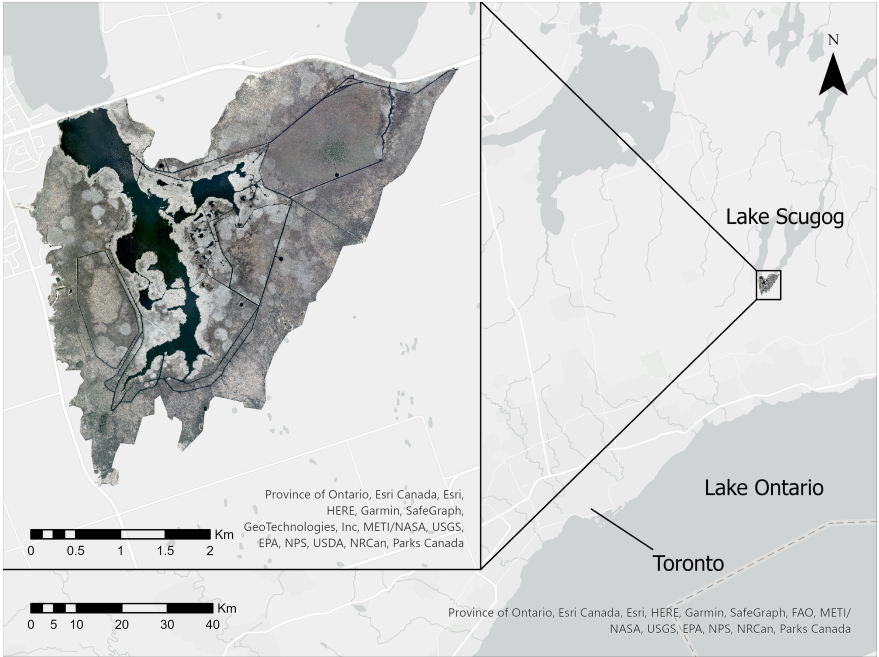 N
Lake Scugog
Lake Ontario
Toronto
Province of Ontario, Esri Canada, Esri,
HERE, Garmin, SafeGraph,
GeoTechnologies, Inc, METI/NASA, USGS,
EPA, NPS, USDA, NRCan, Parks Canada
Km
0 0.5 1 1.5 2
Km
0 5 10 20 30 40
Province of Ontario, Esri Canada, Esri, HERE, Garmin, SafeGraph, FAO, METI/
NASA, USGS, EPA, NPS, NRCan, Parks Canada